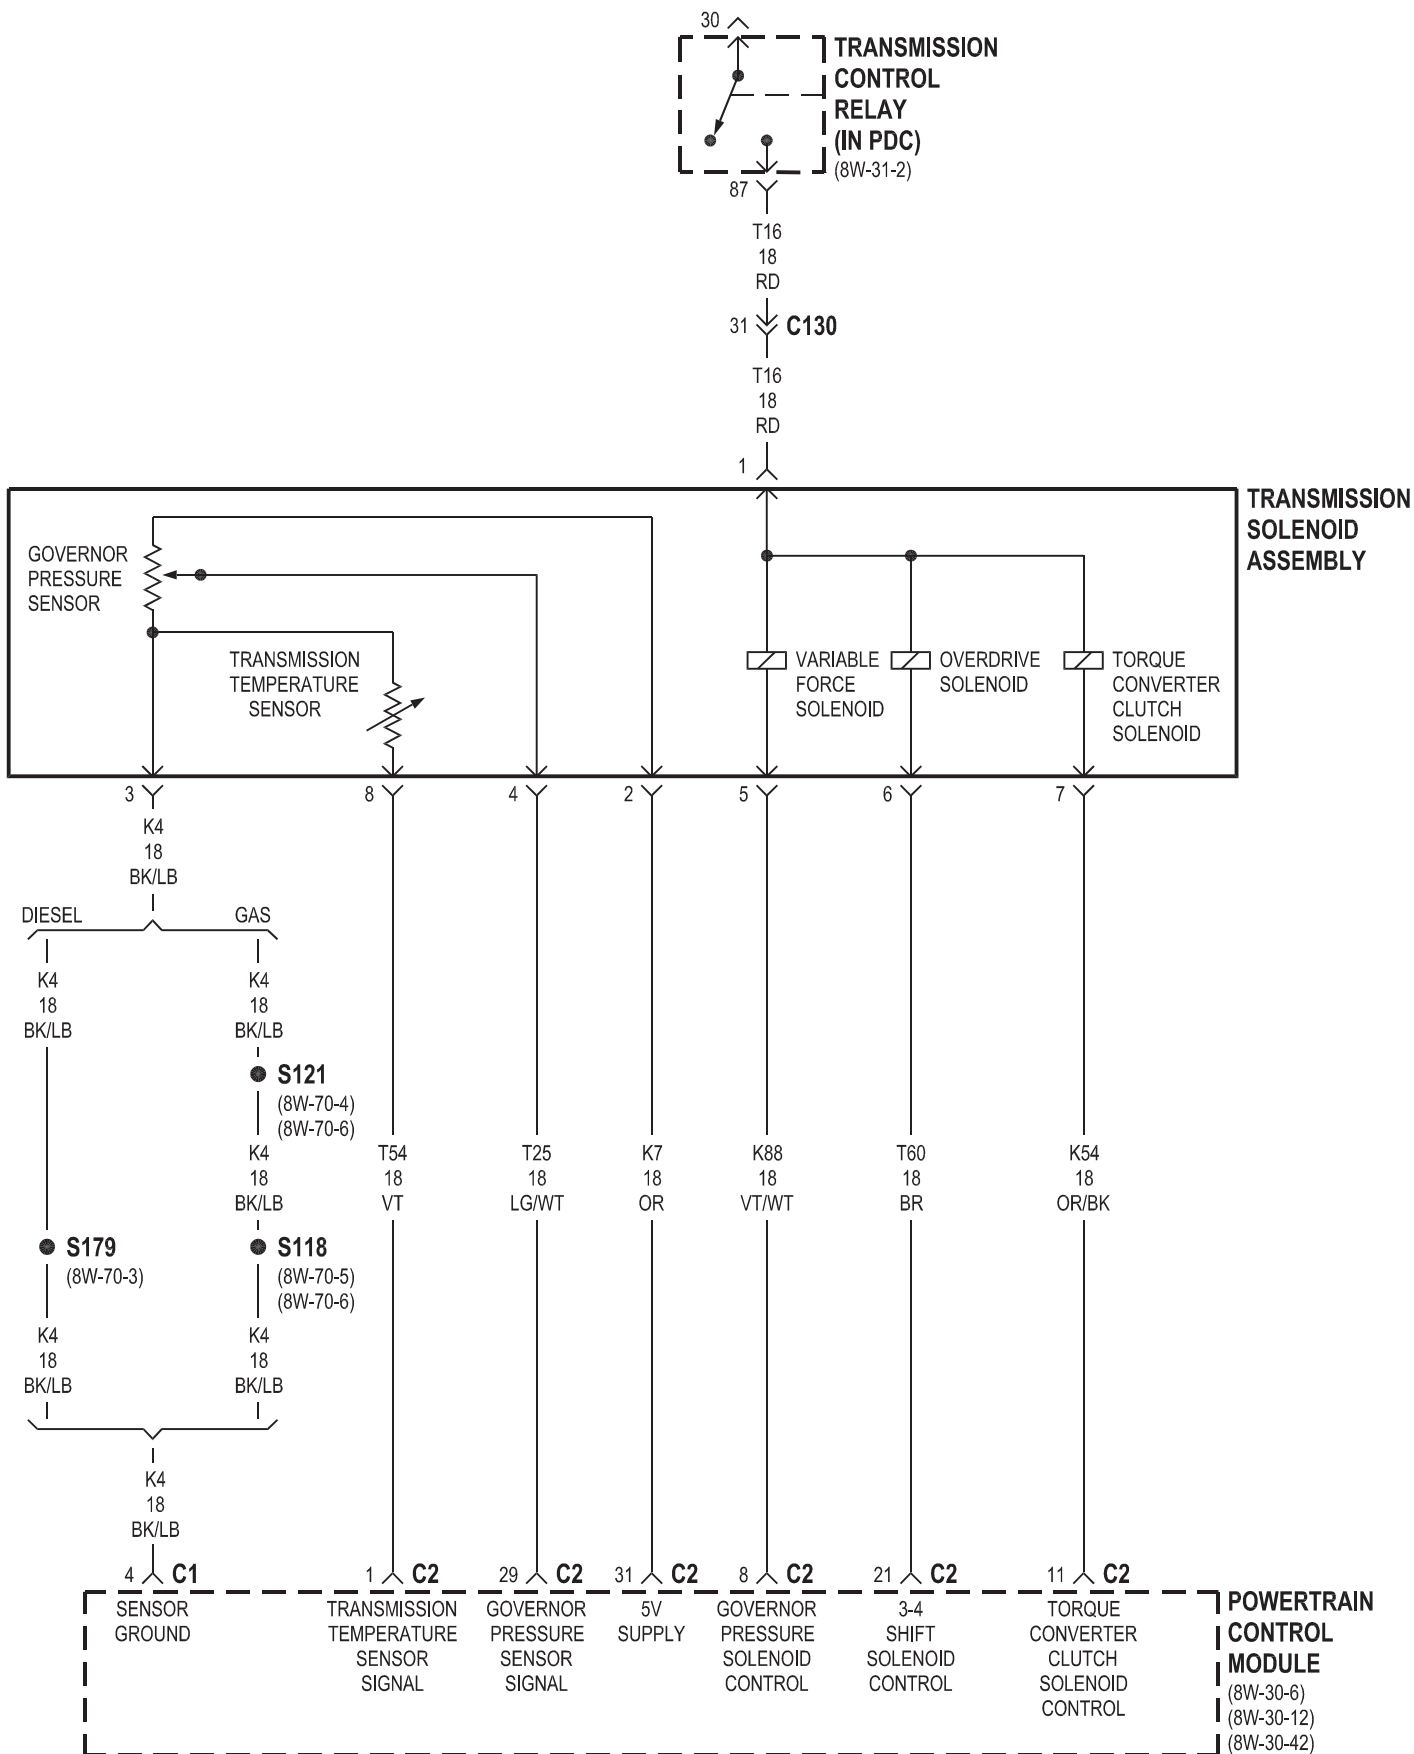 30
TRANSMISSION
CONTROL
RELAY
(IN PDC)
(8W-31-2)
87
T16
18
RD
31 C130
T16
18
RD
1
TRANSMISSION
SOLENOID
ASSEMBLY
GOVERNOR
PRESSURE
SENSOR
TRANSMISSION
TEMPERATURE
SENSOR
VARIABLE
FORCE
SOLENOID
OVERDRIVE
SOLENOID
TORQUE
CONVERTER
CLUTCH
SOLENOID
3 8 4 2 5 6 7
K4
18
BK/LB
DIESEL GAS
K4
18
BK/LB
K4
18
BK/LB
S121
(8W-70-4)
(8W-70-6)
K4
18
BK/LB
T54
18
VT
T25
18
LG/WT
K7
18
OR
K88
18
VT/WT
T60
18
BR
K54
18
OR/BK
S179
(8W-70-3)
S118
(8W-70-5)
(8W-70-6)
K4
18
BK/LB
K4
18
BK/LB
K4
18
BK/LB
4 C1 1 C2 29 C2 31 C2 8 C2 21 C2 11 C2
SENSOR
GROUND
TRANSMISSION
TEMPERATURE
SENSOR
SIGNAL
GOVERNOR
PRESSURE
SENSOR
SIGNAL
5V
SUPPLY
GOVERNOR
PRESSURE
SOLENOID
CONTROL
3-4
SHIFT
SOLENOID
CONTROL
TORQUE
CONVERTER
CLUTCH
SOLENOID
CONTROL
POWERTRAIN
CONTROL
MODULE
(8W-30-6)
(8W-30-12)
(8W-30-42)